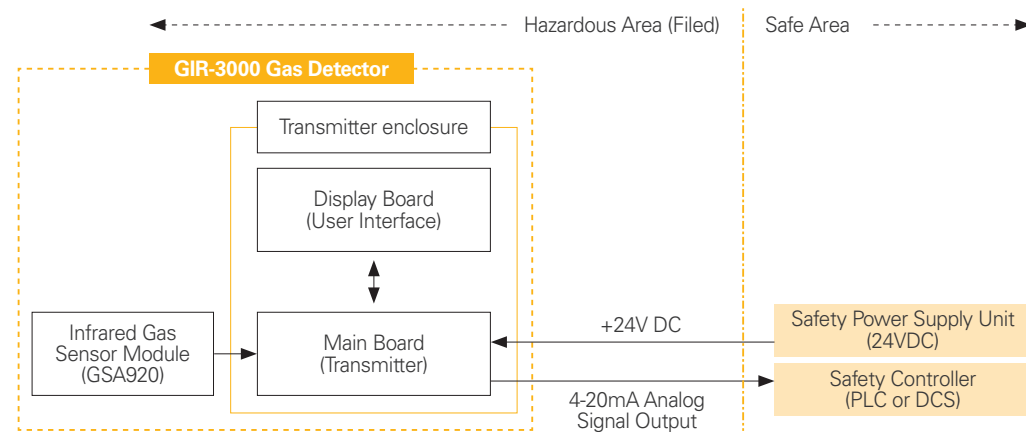 Hazardous Area (Filed)
Safe Area
GIR-3000 Gas Detector
Transmitter enclosure
Display Board
(User Interface)
Infrared Gas
Sensor Module
(GSA920)
Main Board
(Transmitter)
+24V DC
Safety Power Supply Unit
(24VDC)
4-20mA Analog
Signal Output
Safety Controller
(PLC or DCS)